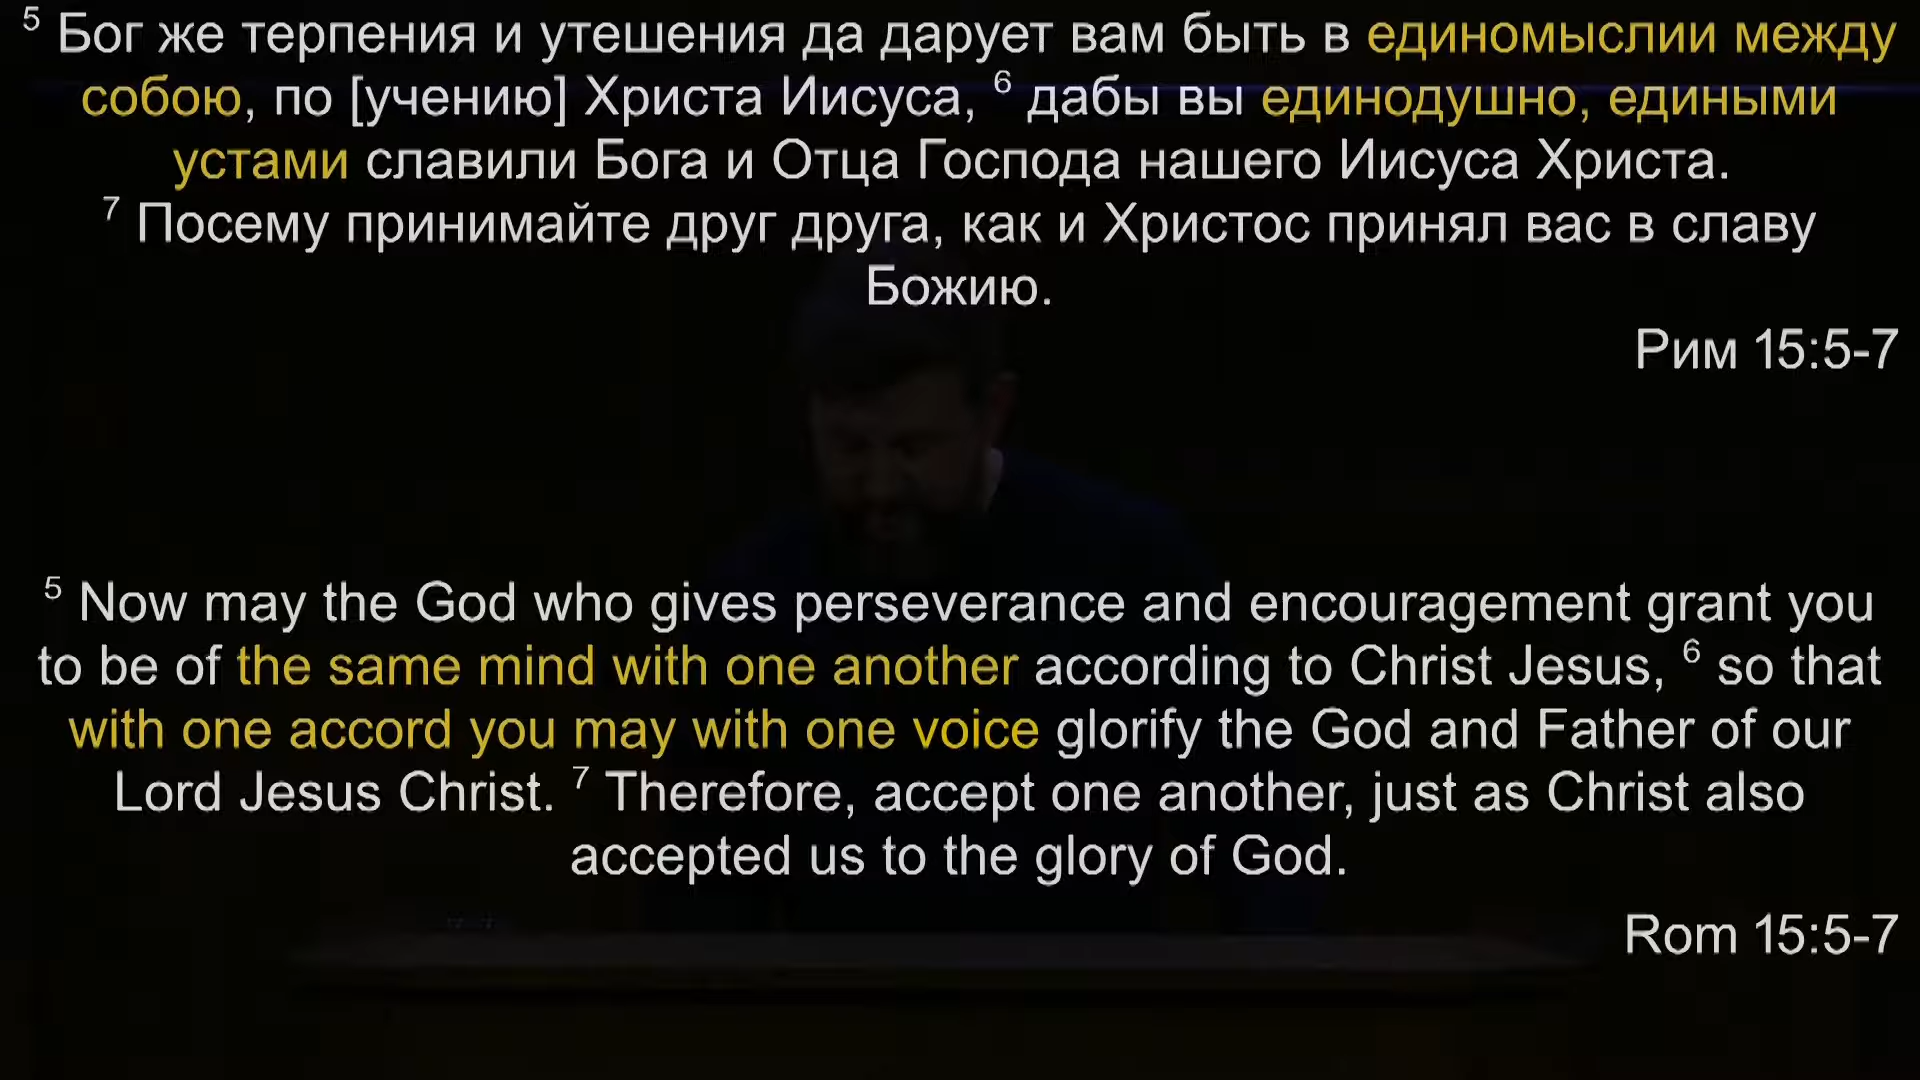 5 Бог же терпения и утешения да дарует вам быть в единомыслии между
собою, по [учению] Христа Иисуса, 6 дабы вы единодушно, едиными
устами славили Бога и Отца Господа нашего Иисуса Христа.
7 Посему принимайте друг друга, как и Христос принял вас в славу
Божию.
Рим 15:5-7
5 Now may the God who gives perseverance and encouragement grant you
to be of the same mind with one another according to Christ Jesus, 6 so that
with one accord you may with one voice glorify the God and Father of our
Lord Jesus Christ. 7 Therefore, accept one another, just as Christ also
accepted us to the glory of God.
Rom 15:5-7